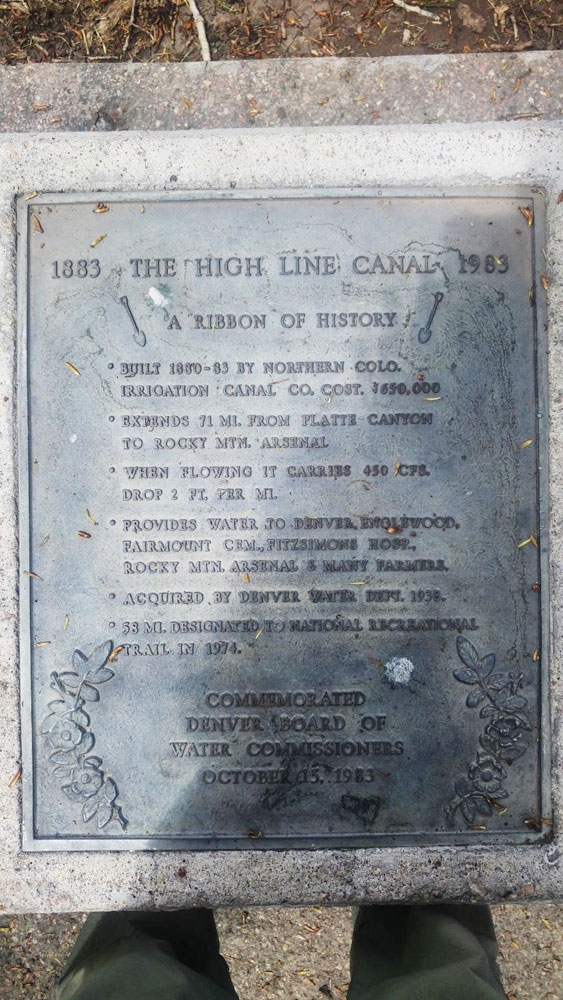 1883 THE HIGH LINE CANAL 1983
A RIBBON OF HISTORY
• BUILT 1880-83 BY NORTHERN COLO.
IRRIGATION CANAL CO. COST. $650,000
• EXTENDS 71 MI. FROM PLATTE CANYON
TO ROCKY MTN. ARSENAL
• WHEN FLOWING IT CARRIES 450 CFS.
DROP 2 FT. PER MI.
• PROVIDES WATER TO DENVER, ENGLEWOOD,
FAIRMOUNT CEM., FITZSIMONS HOSP.,
ROCKY MTN. ARSENAL & MANY FARMERS.
• ACQUIRED BY DENVER WATER DEPT. 1938.
• 58 MI. DESIGNATED TO NATIONAL RECREATIONAL
TRAIL IN 1974.
COMMEMORATED
DENVER BOARD OF
WATER COMMISSIONERS
OCTOBER 15, 1983